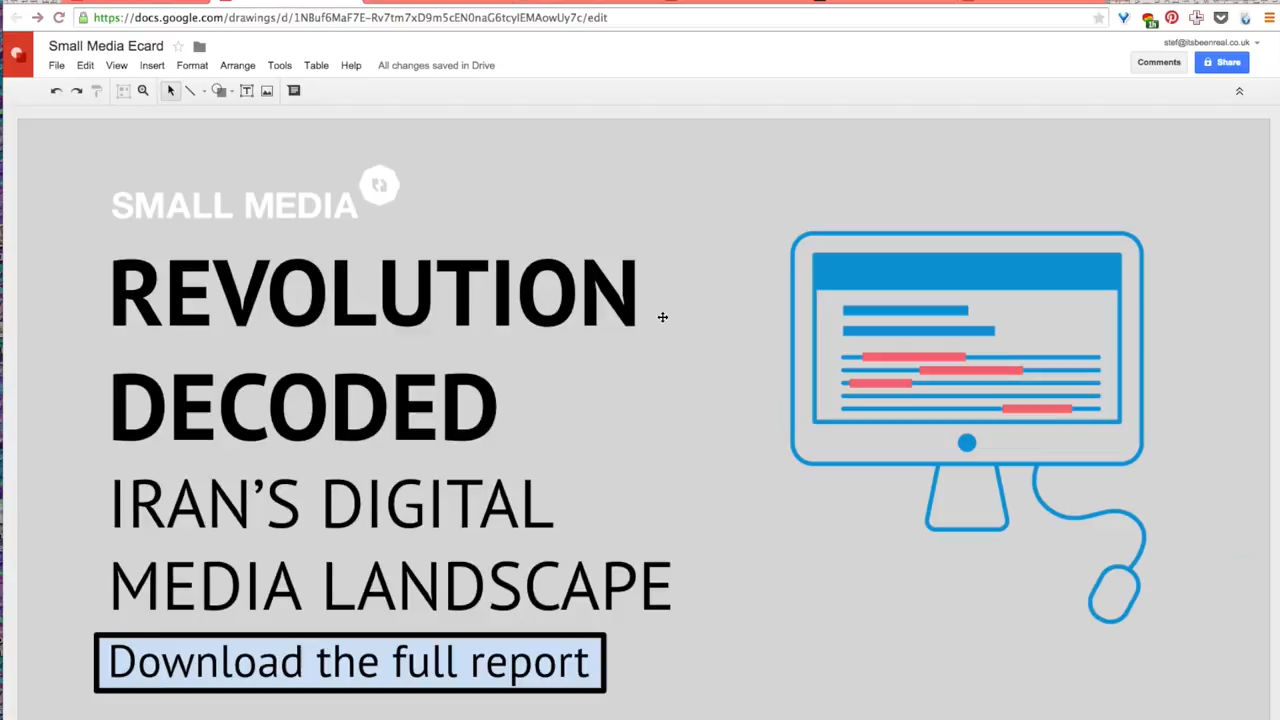 https://docs.google.com/drawings/d/1NBuf6MaF7E-Rv7tm7xD9m5cEN0naG6tcylEMAowUy7c/edit
1h
Small Media Ecard
stef@itsbeenreal.co.uk
File Edit View Insert Format Arrange Tools Table Help All changes saved in Drive
Comments Share
SMALL MEDIA
REVOLUTION
DECODED
IRAN'S DIGITAL
MEDIA LANDSCAPE
Download the full report